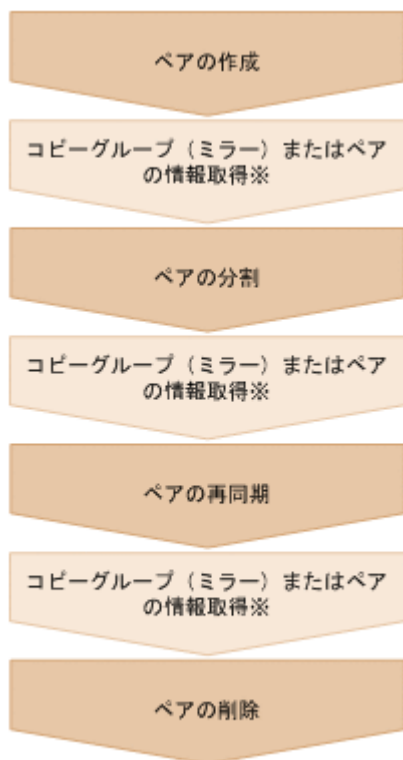 ペアの作成
コピーグループ（ミラー）またはペア
の情報取得※
ペアの分割
コピーグループ（ミラー）またはペア
の情報取得※
ペアの再同期
コピーグループ（ミラー）またはペア
の情報取得※
ペアの削除